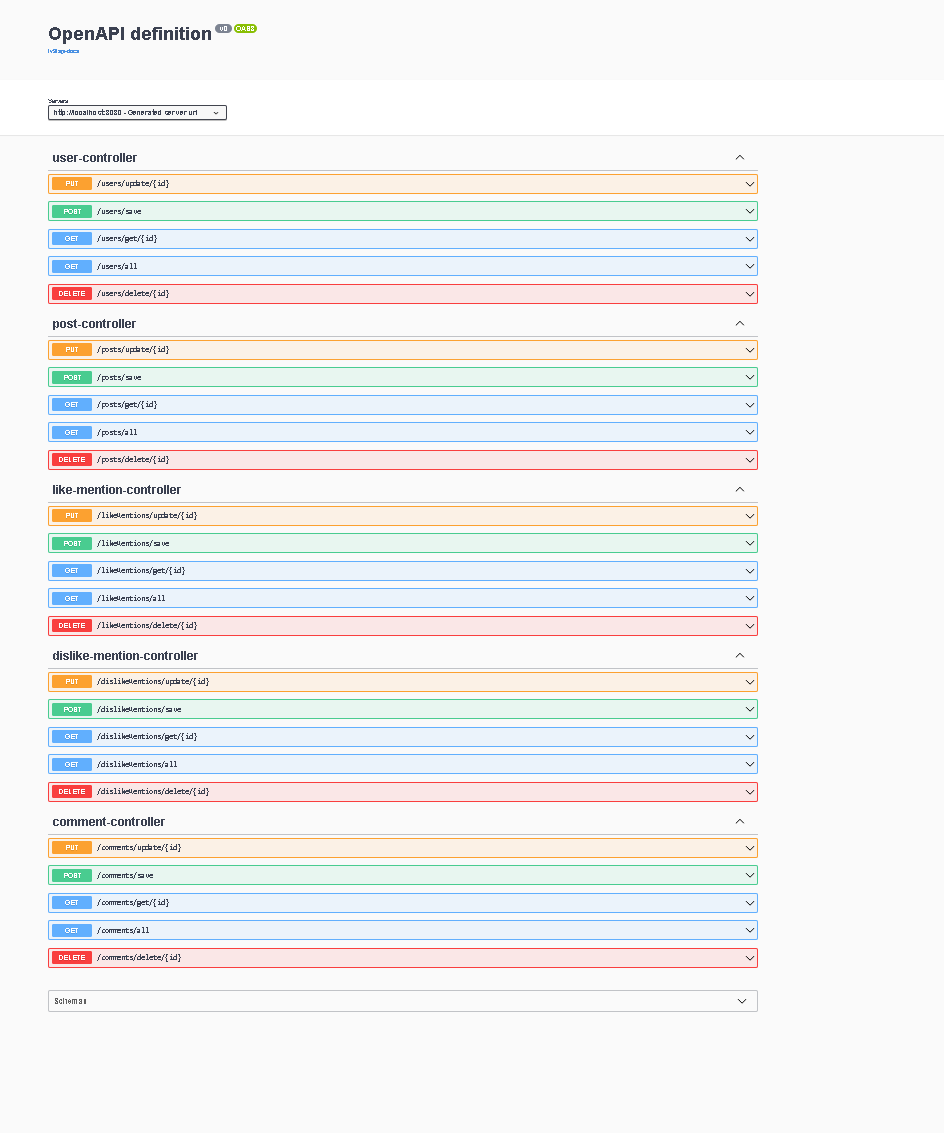 OpenAPI definition v0 OAS3
/v3/api-docs
Servers
http://localhost:8080 - Generated server url
user-controller
PUT /users/update/{id}
POST /users/save
GET /users/get/{id}
GET /users/all
DELETE /users/delete/{id}
post-controller
PUT /posts/update/{id}
POST /posts/save
GET /posts/get/{id}
GET /posts/all
DELETE /posts/delete/{id}
like-mention-controller
PUT /likeMentions/update/{id}
POST /likeMentions/save
GET /likeMentions/get/{id}
GET /likeMentions/all
DELETE /likeMentions/delete/{id}
dislike-mention-controller
PUT /dislikeMentions/update/{id}
POST /dislikeMentions/save
GET /dislikeMentions/get/{id}
GET /dislikeMentions/all
DELETE /dislikeMentions/delete/{id}
comment-controller
PUT /comments/update/{id}
POST /comments/save
GET /comments/get/{id}
GET /comments/all
DELETE /comments/delete/{id}
Schemas